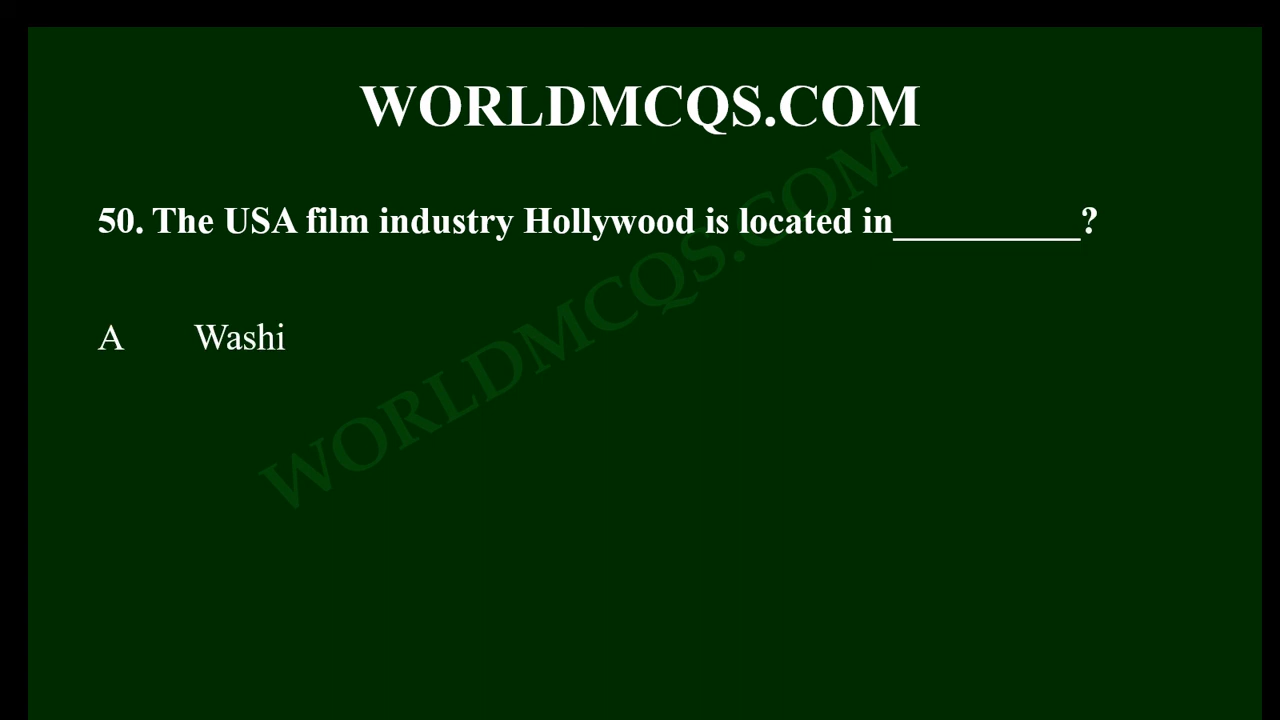 WORLDMCQS.COM
50. The USA film industry Hollywood is located in__________?
A Washi
WORLDMCQS.COM